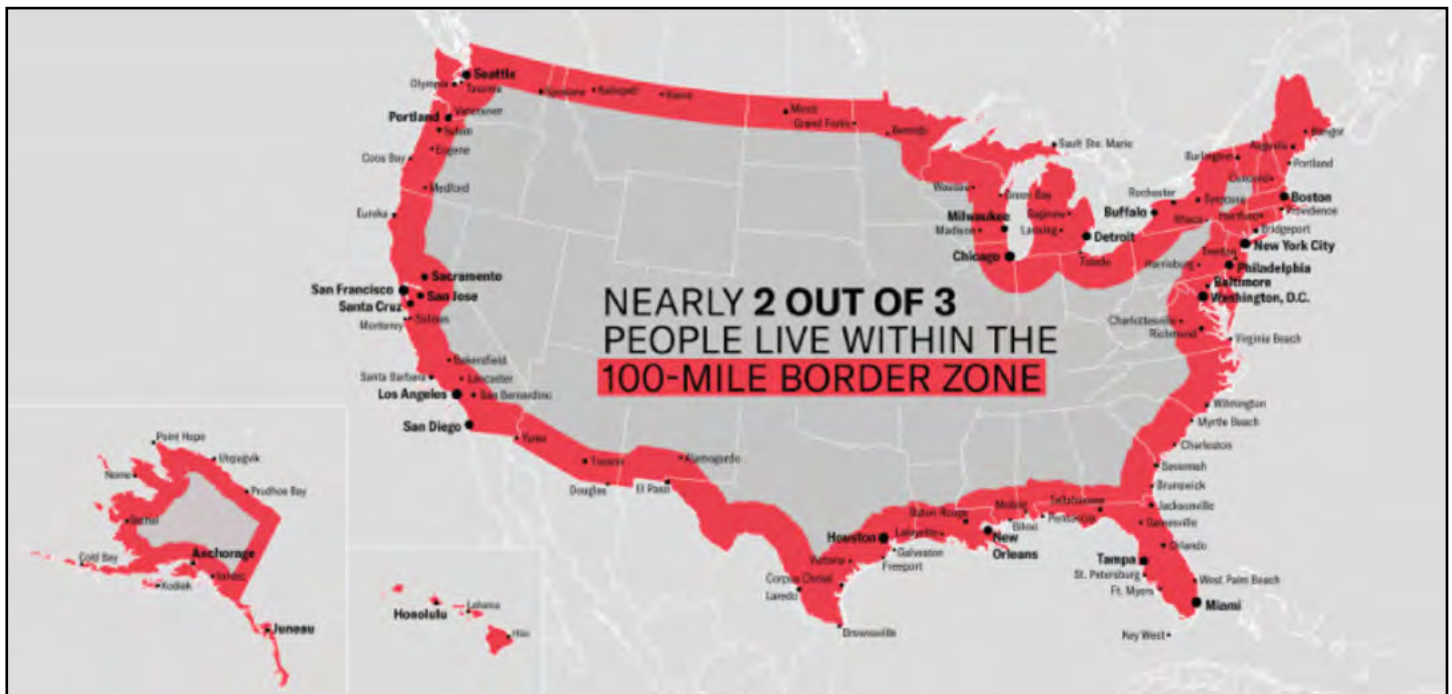 Seattle
Olympia
Tacoma
Spokane
Kalispell
Havre
Minot
Grand Forks
Bemidji
Vancouver
Portland
Salem
Eugene
Coos Bay
Medford
Eureka
Sacramento
San Francisco
San Jose
Santa Cruz
Salinas
Monterey
Bakersfield
Santa Barbara
Lancaster
Los Angeles
San Bernardino
San Diego
Yuma
Tucson
Douglas
El Paso
Alamogordo
Sault Ste. Marie
Wausau
Green Bay
Milwaukee
Madison
Saginaw
Lansing
Detroit
Chicago
Toledo
Burlington
Augusta
Bangor
Portland
Concord
Rochester
Syracuse
Boston
Buffalo
Ithaca
Hartford
Providence
Bridgeport
New York City
Trenton
Harrisburg
Philadelphia
Baltimore
Washington, D.C.
Charlottesville
Richmond
Virginia Beach
NEARLY 2 OUT OF 3
PEOPLE LIVE WITHIN THE
100-MILE BORDER ZONE
Wilmington
Myrtle Beach
Charleston
Savannah
Brunswick
Jacksonville
Gainesville
Orlando
Tampa
St. Petersburg
Ft. Myers
West Palm Beach
Miami
Key West
Tallahassee
Pensacola
Mobile
Biloxi
Baton Rouge
New
Orleans
Lafayette
Houston
Galveston
Freeport
Victoria
Corpus Christi
Laredo
Brownsville
Point Hope
Utqiagvik
Nome
Prudhoe Bay
Bethel
Anchorage
Cold Bay
Valdez
Kodiak
Juneau
Honolulu
Lahaina
Hilo